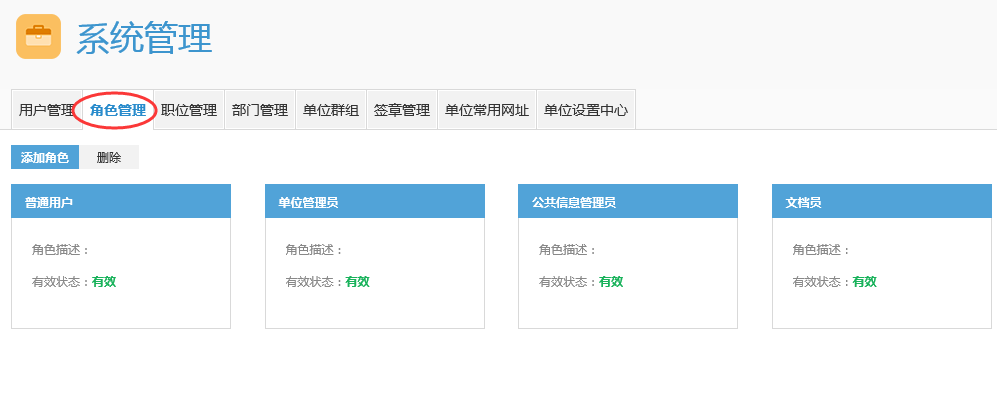 系统管理
用户管理 角色管理 职位管理 部门管理 单位群组 签章管理 单位常用网址 单位设置中心
添加角色 删除
普通用户 单位管理员 公共信息管理员 文档员
角色描述： 角色描述： 角色描述： 角色描述：
有效状态：有效 有效状态：有效 有效状态：有效 有效状态：有效